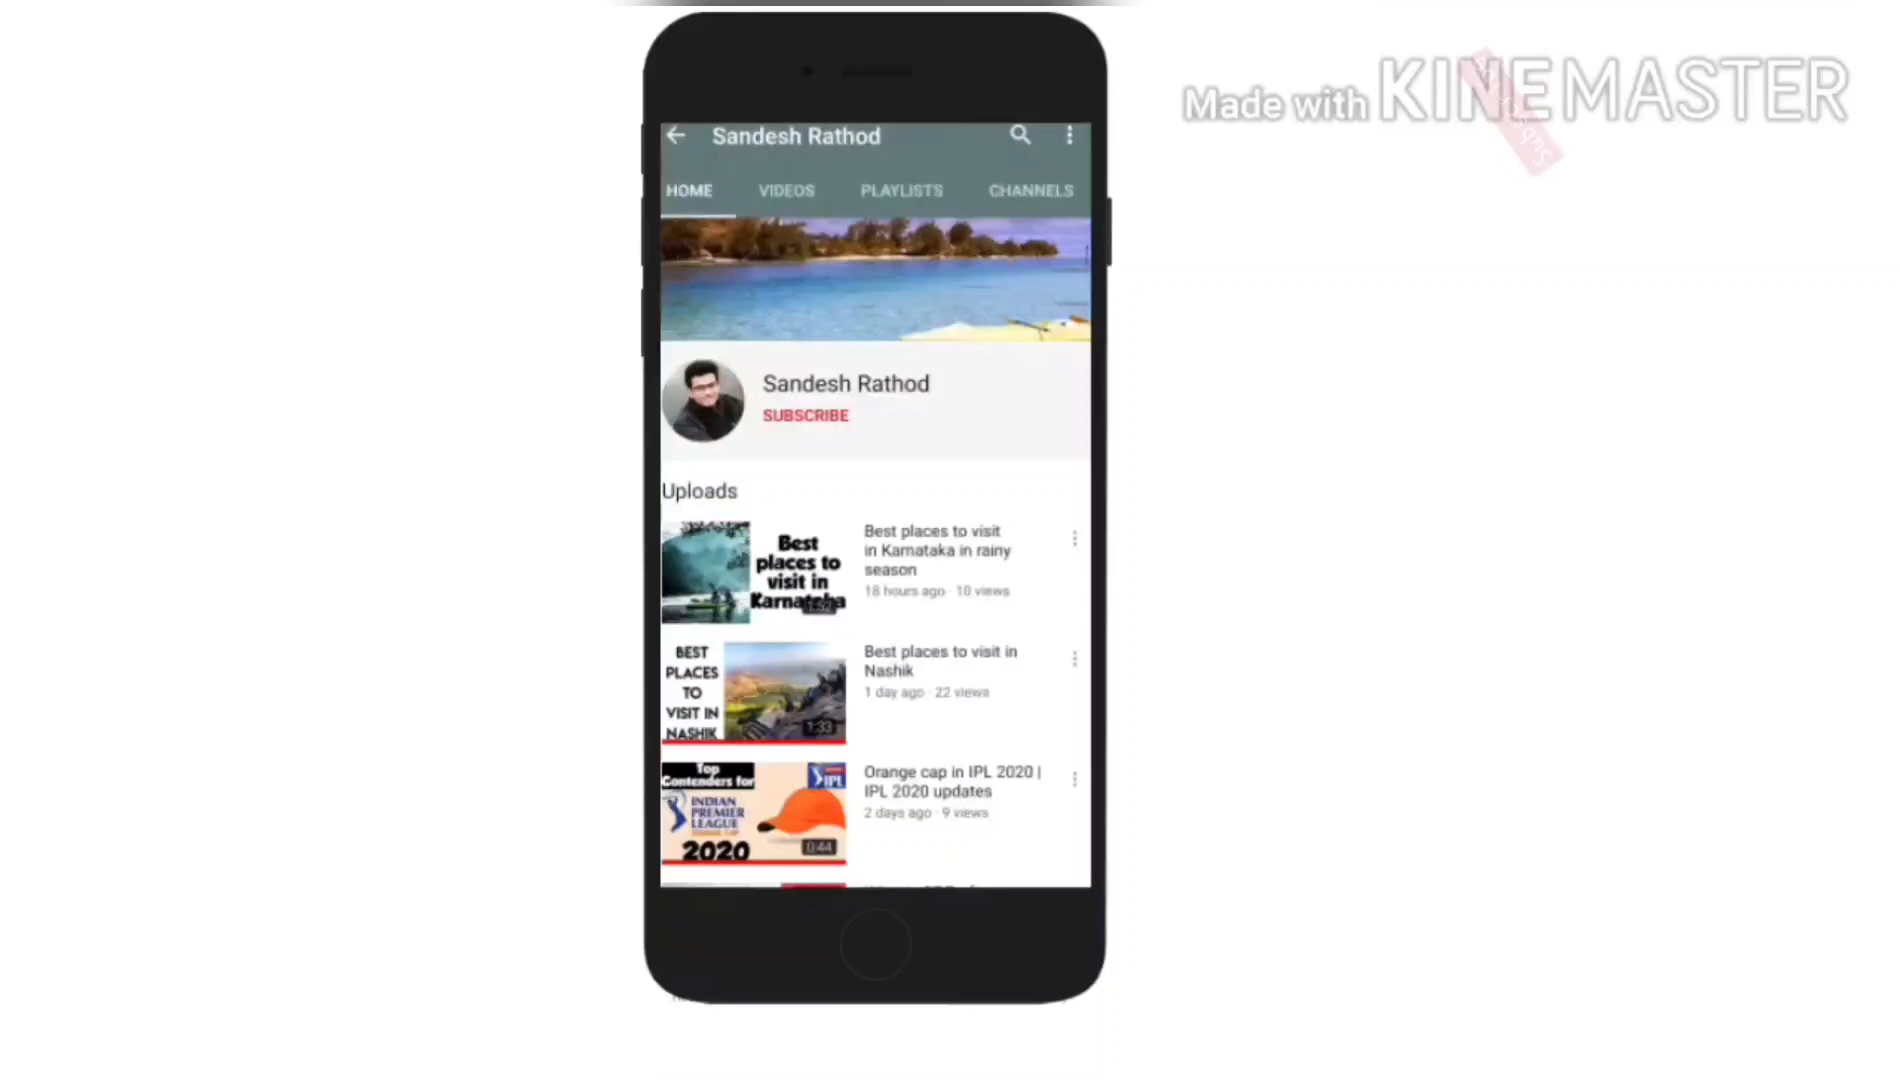 Made with KINEMASTER
Sandesh Rathod
HOME VIDEOS PLAYLISTS CHANNELS
Sandesh Rathod
SUBSCRIBE
Uploads
Best
places to
visit in
Karnatcha
Best places to visit
in Karnataka in rainy
season
18 hours ago · 10 views
BEST
PLACES
TO
VISIT IN
NASHIK
1:33
Best places to visit in
Nashik
1 day ago · 22 views
Top
Contenders for
IPL
INDIAN
PREMIER
LEAGUE
2020
0:44
Orange cap in IPL 2020 |
IPL 2020 updates
2 days ago · 9 views